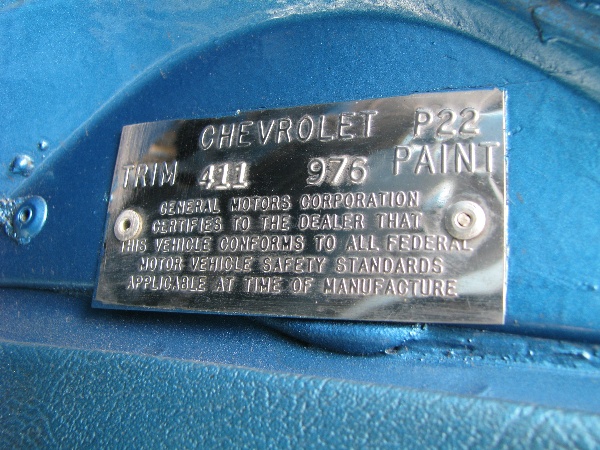 CHEVROLET P22
TRIM 411 976 PAINT
GENERAL MOTORS CORPORATION
CERTIFIES TO THE DEALER THAT
THIS VEHICLE CONFORMS TO ALL FEDERAL
MOTOR VEHICLE SAFETY STANDARDS
APPLICABLE AT TIME OF MANUFACTURE